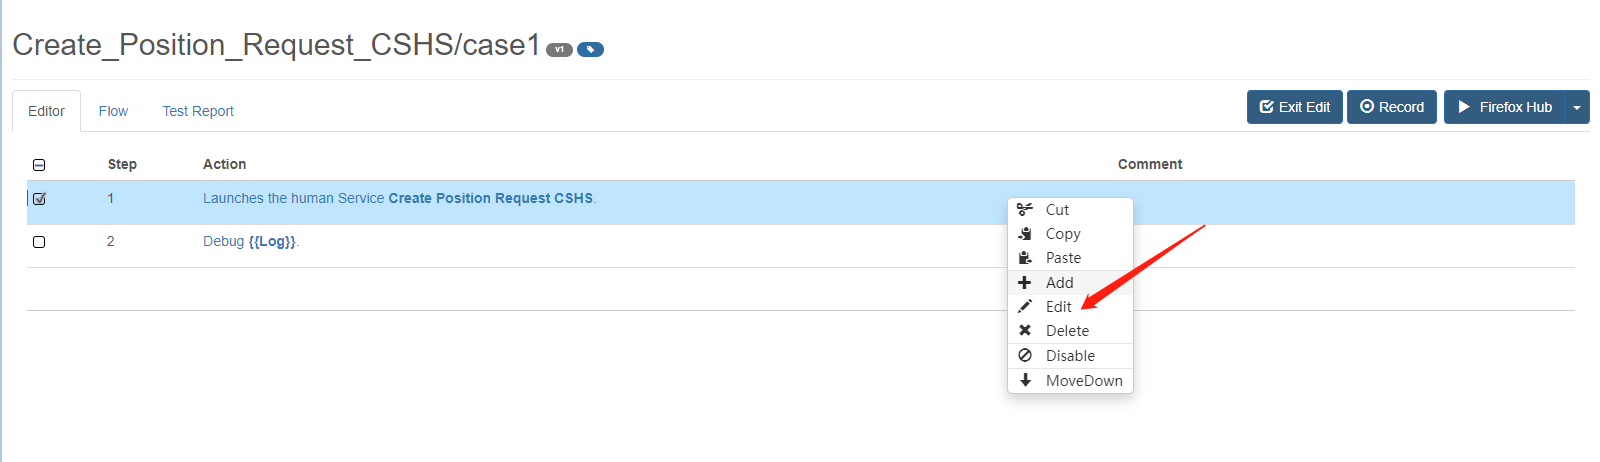 Create_Position_Request_CSHS/case1 v1
Editor Flow Test Report Exit Edit Record Firefox Hub
Step Action Comment
1 Launches the human Service Create Position Request CSHS.
2 Debug {{Log}}.
Cut
Copy
Paste
Add
Edit
Delete
Disable
MoveDown